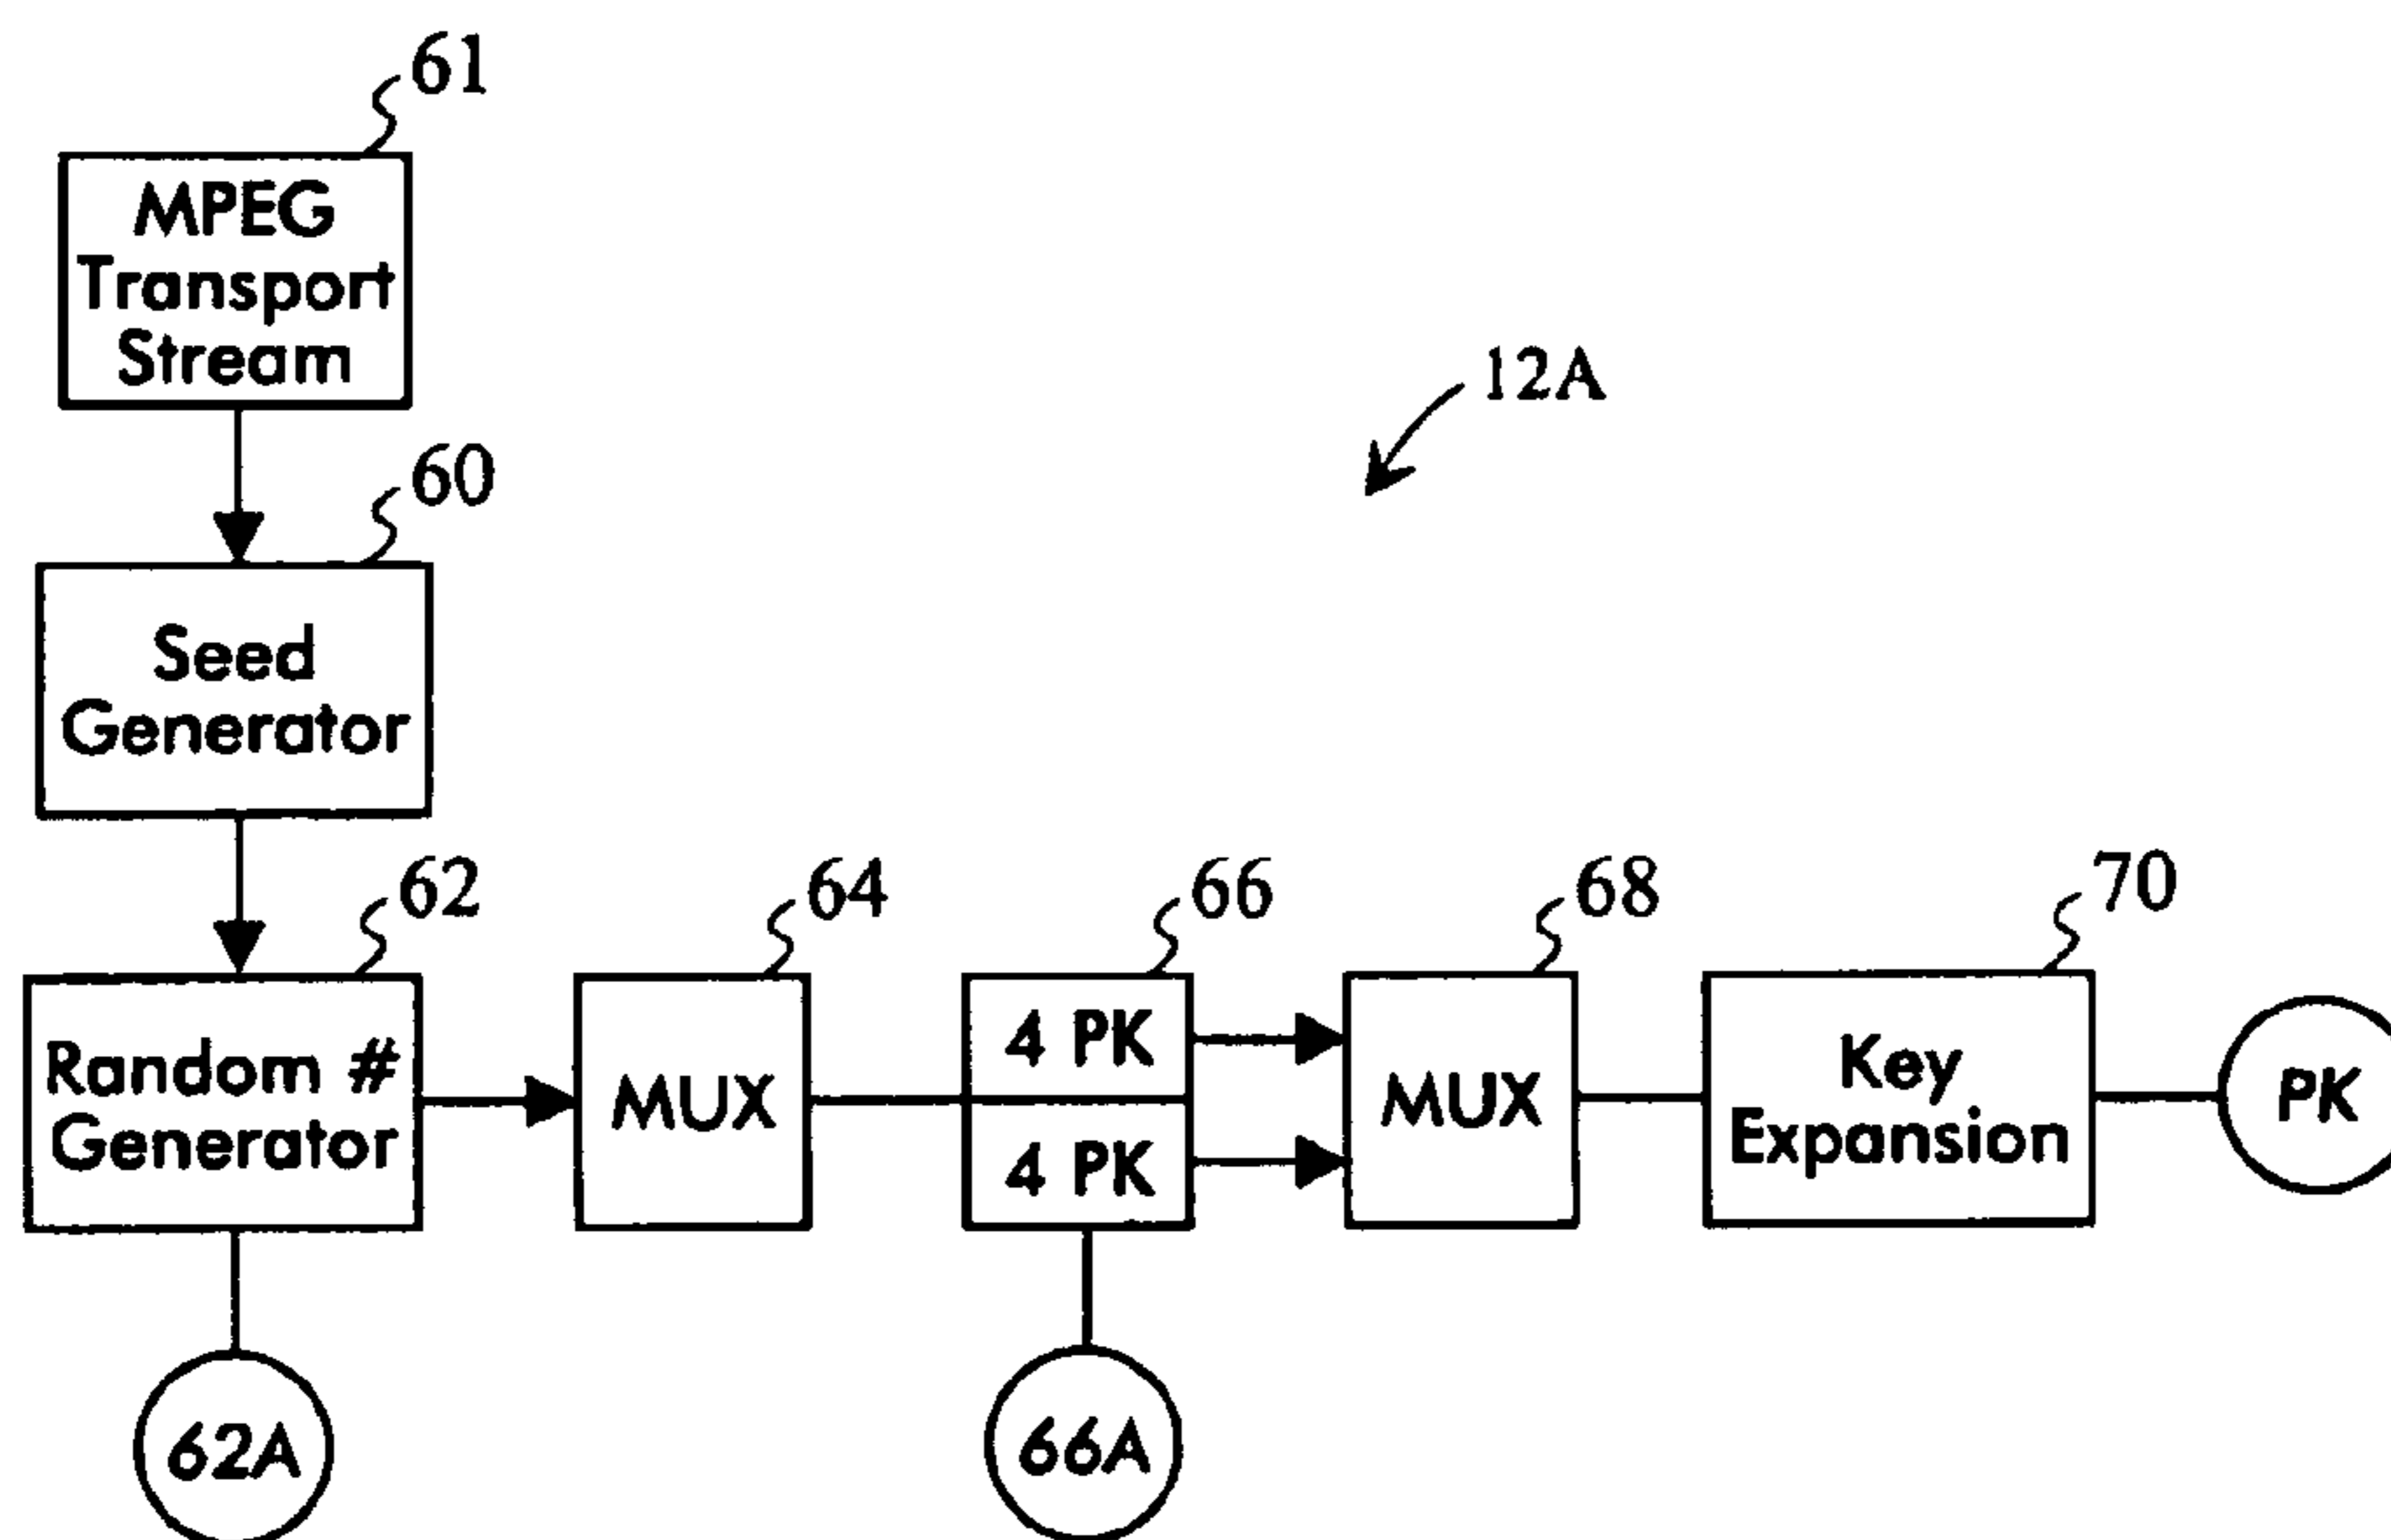 61
MPEG
Transport
Stream
12A
60
Seed
Generator
62
64
66
68
70
Random #
Generator
MUX
4 PK
4 PK
MUX
Key
Expansion
PK
62A
66A